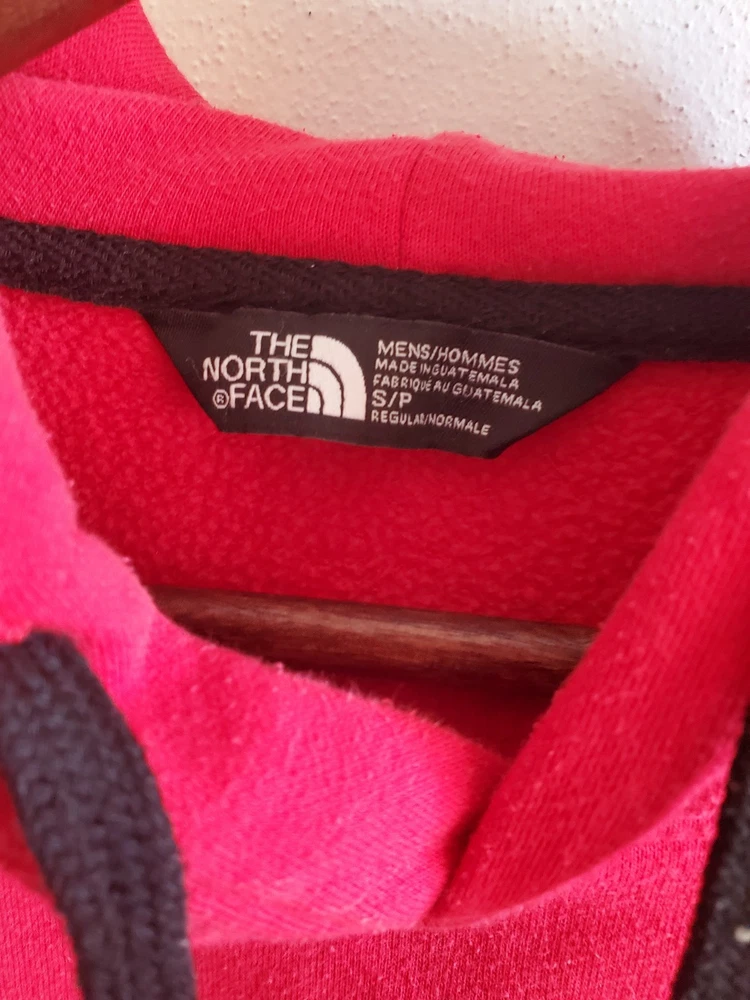 THE
NORTH
®FACE
MENS/HOMMES
MADE IN GUATEMALA
FABRIQUÉ AU GUATEMALA
S/P
REGULAR/NORMALE